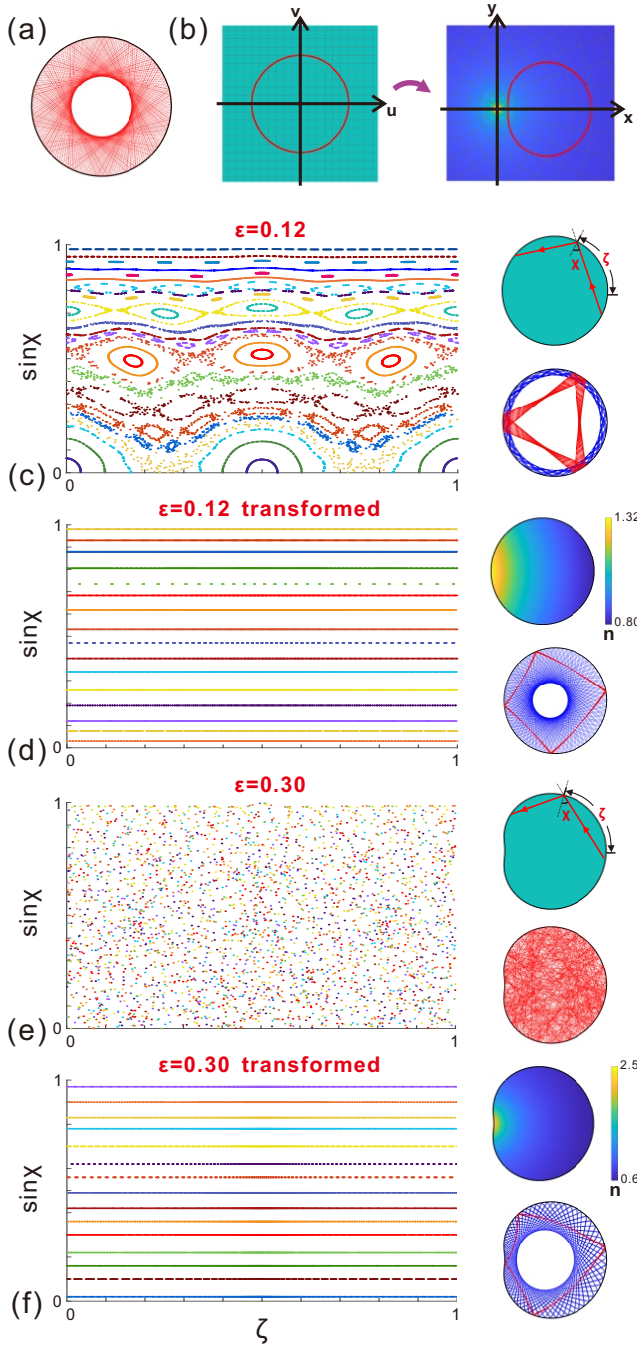 (a)
(b)
v
u
y
x
ε=0.12
1
sinχ
0
(c)
0
1
χ
ζ
ε=0.12 transformed
1
sinχ
0
(d)
0
1
1.32
0.80
n
ε=0.30
1
sinχ
0
(e)
0
1
χ
ζ
ε=0.30 transformed
1
sinχ
0
(f)
0
1
ζ
2.5
0.6
n